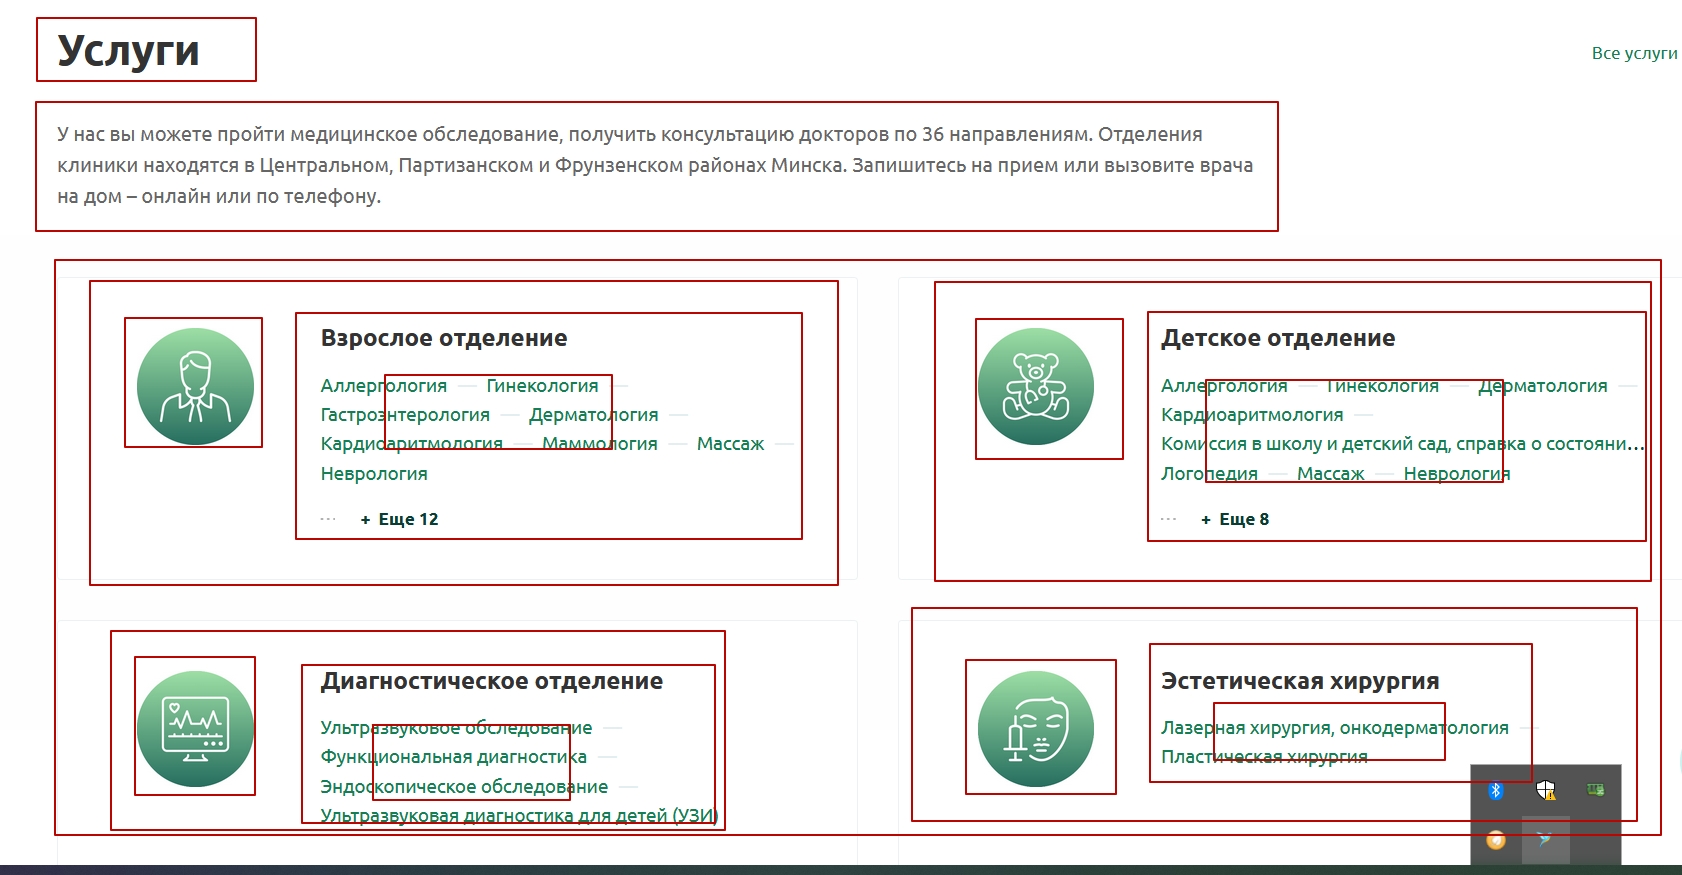 Услуги
Все услуги
У нас вы можете пройти медицинское обследование, получить консультацию докторов по 36 направлениям. Отделения
клиники находятся в Центральном, Партизанском и Фрунзенском районах Минска. Запишитесь на прием или вызовите врача
на дом – онлайн или по телефону.
Взрослое отделение
Аллергология — Гинекология —
Гастроэнтерология — Дерматология —
Кардиоаритмология — Маммология — Массаж —
Неврология
... + Еще 12
Детское отделение
Аллергология — Гинекология — Дерматология —
Кардиоаритмология —
Комиссия в школу и детский сад, справка о состояни...
Логопедия — Массаж — Неврология
... + Еще 8
Диагностическое отделение
Ультразвуковое обследование —
Функциональная диагностика —
Эндоскопическое обследование —
Ультразвуковая диагностика для детей (УЗИ)
Эстетическая хирургия
Лазерная хирургия, онкодерматология —
Пластическая хирургия